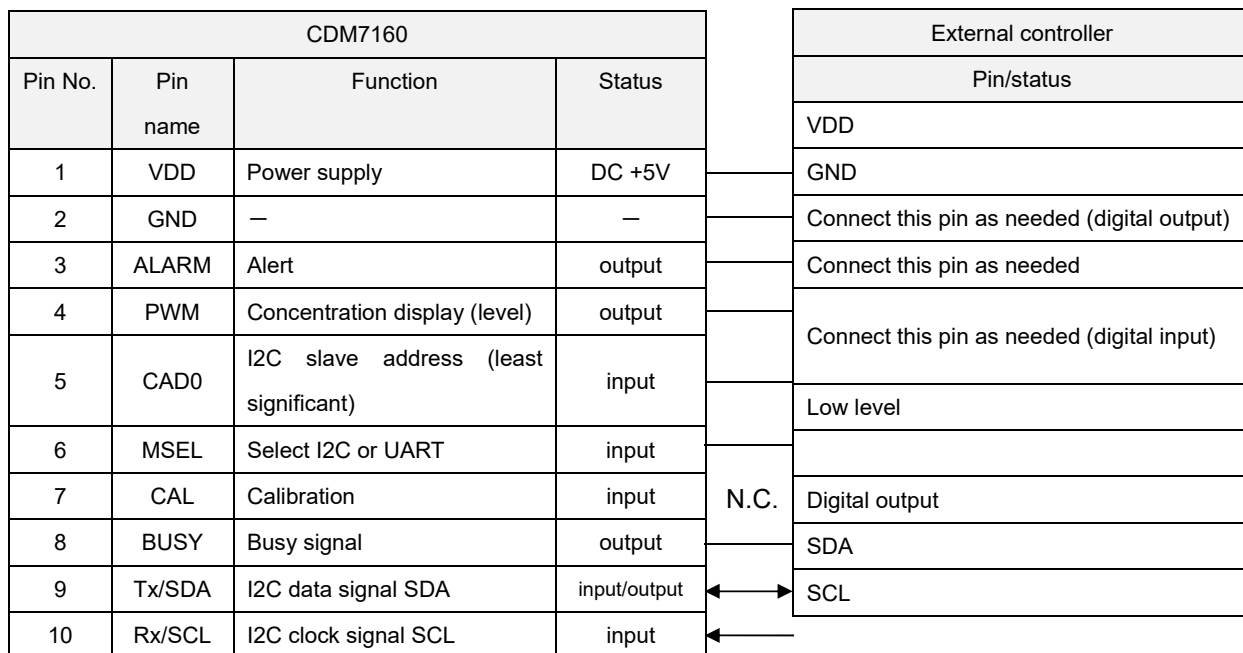 CDM7160
Pin No. Pin name Function Status
1 VDD Power supply DC +5V
2 GND — —
3 ALARM Alert output
4 PWM Concentration display (level) output
5 CAD0 I2C slave address (least
significant) input
6 MSEL Select I2C or UART input
7 CAL Calibration input
8 BUSY Busy signal output
9 Tx/SDA I2C data signal SDA input/output
10 Rx/SCL I2C clock signal SCL input
N.C.
External controller
Pin/status
VDD
GND
Connect this pin as needed (digital output)
Connect this pin as needed
Connect this pin as needed (digital input)
Low level
Digital output
SDA
SCL